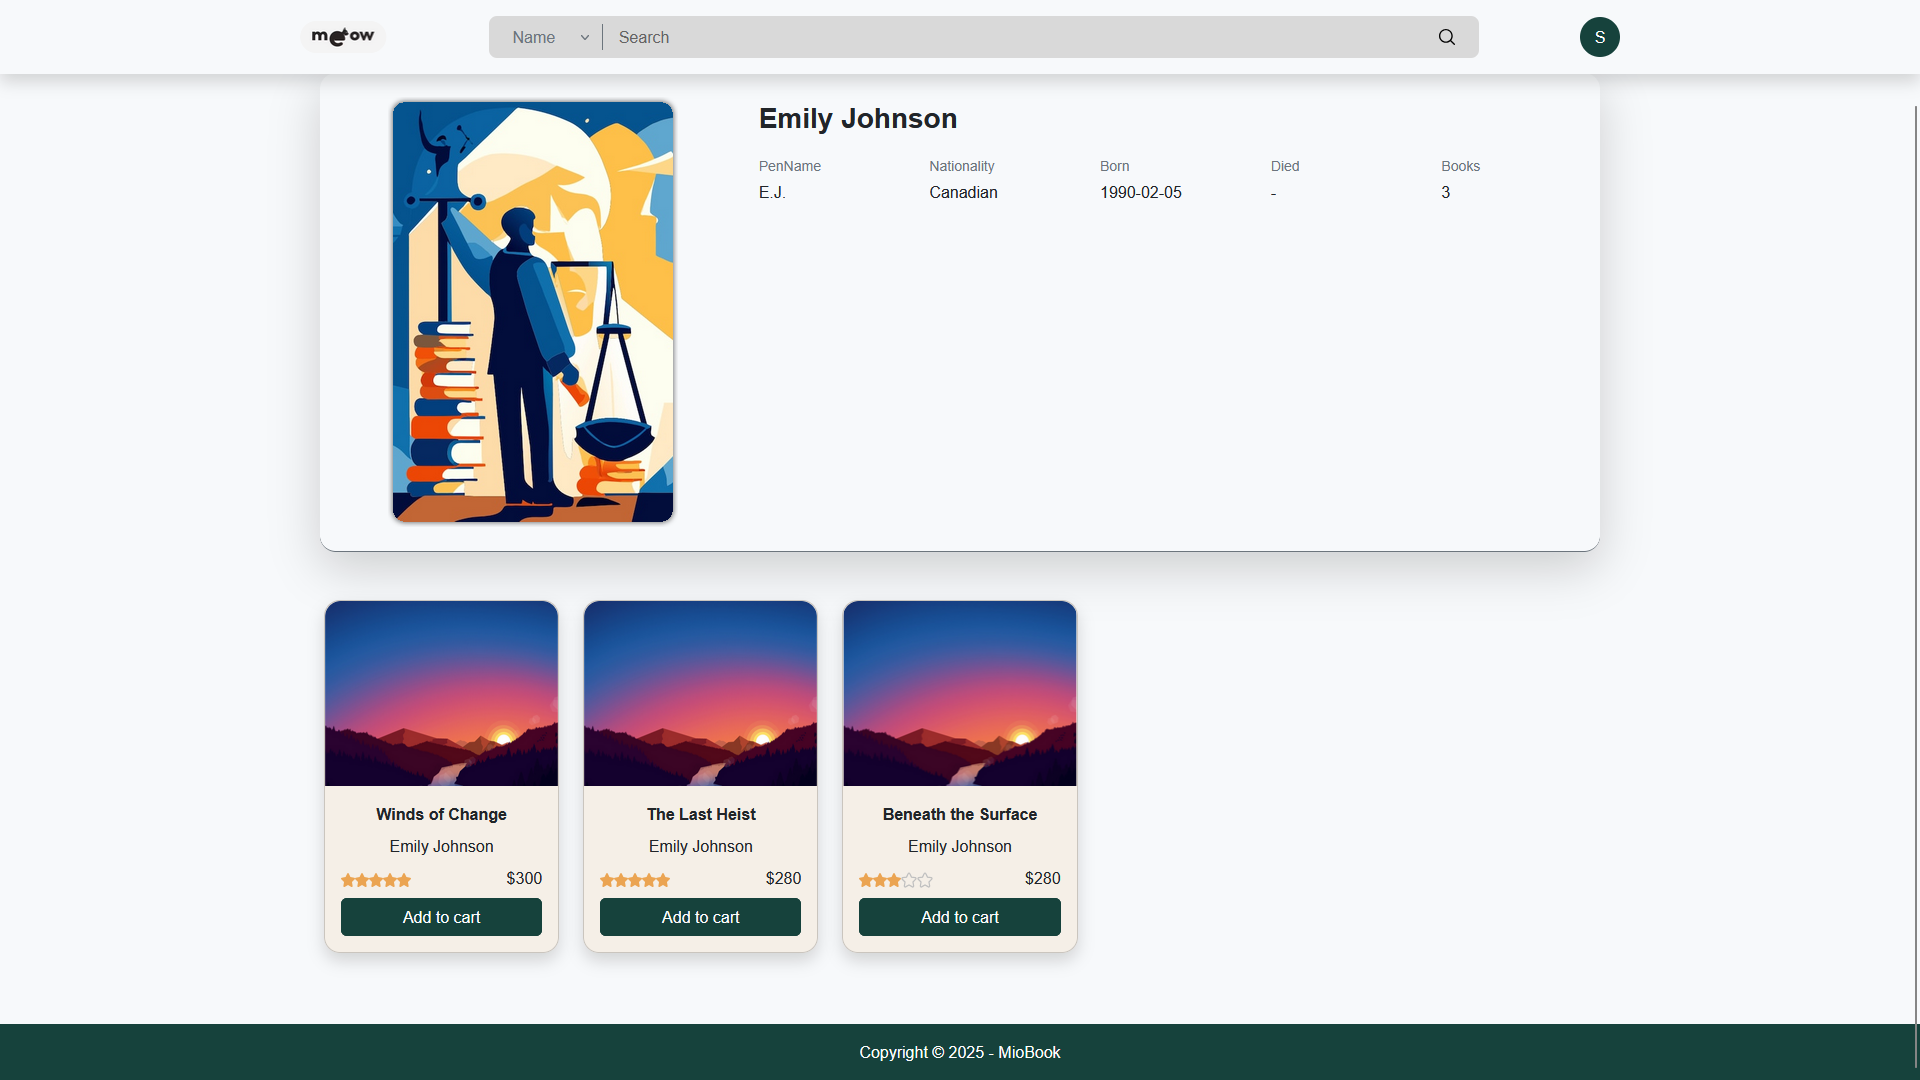 meow
Name
Search
S
Emily Johnson
PenName
Nationality
Born
Died
Books
E.J.
Canadian
1990-02-05
-
3
Winds of Change
Emily Johnson
$300
Add to cart
The Last Heist
Emily Johnson
$280
Add to cart
Beneath the Surface
Emily Johnson
$280
Add to cart
Copyright © 2025 - MioBook